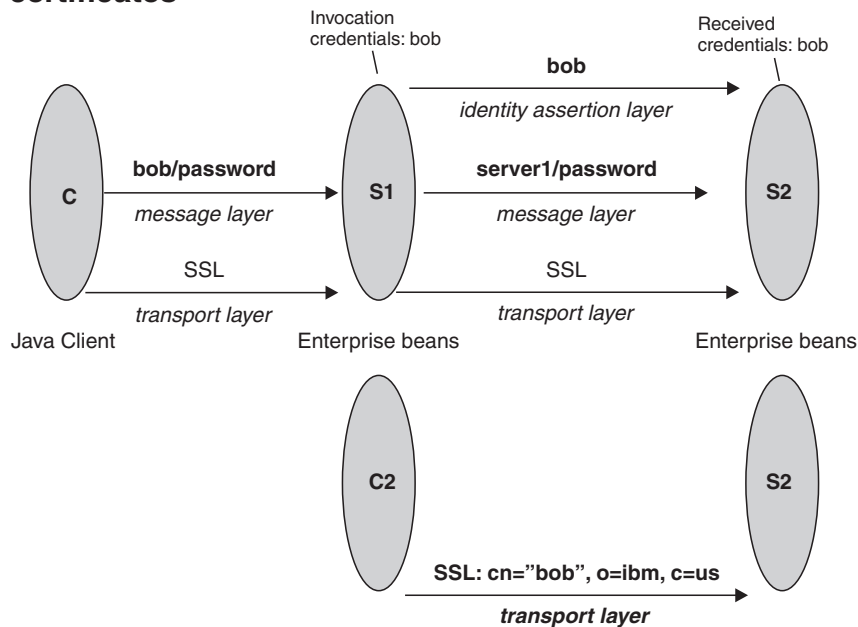 certificates
Invocation
credentials: bob
Received
credentials: bob
bob
identity assertion layer
bob/password
server1/password
C
S1
S2
message layer
message layer
SSL
SSL
transport layer
transport layer
Java Client
Enterprise beans
Enterprise beans
C2
S2
SSL: cn=”bob”, o=ibm, c=us
transport layer